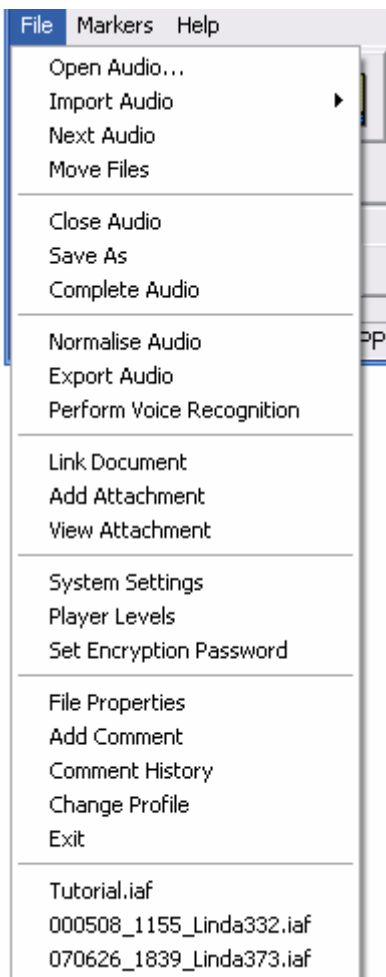 File Markers Help
Open Audio...
Import Audio
Next Audio
Move Files
Close Audio
Save As
Complete Audio
Normalise Audio
Export Audio
Perform Voice Recognition
Link Document
Add Attachment
View Attachment
System Settings
Player Levels
Set Encryption Password
File Properties
Add Comment
Comment History
Change Profile
Exit
Tutorial.iaf
000508_1155_Linda332.iaf
070626_1839_Linda373.iaf